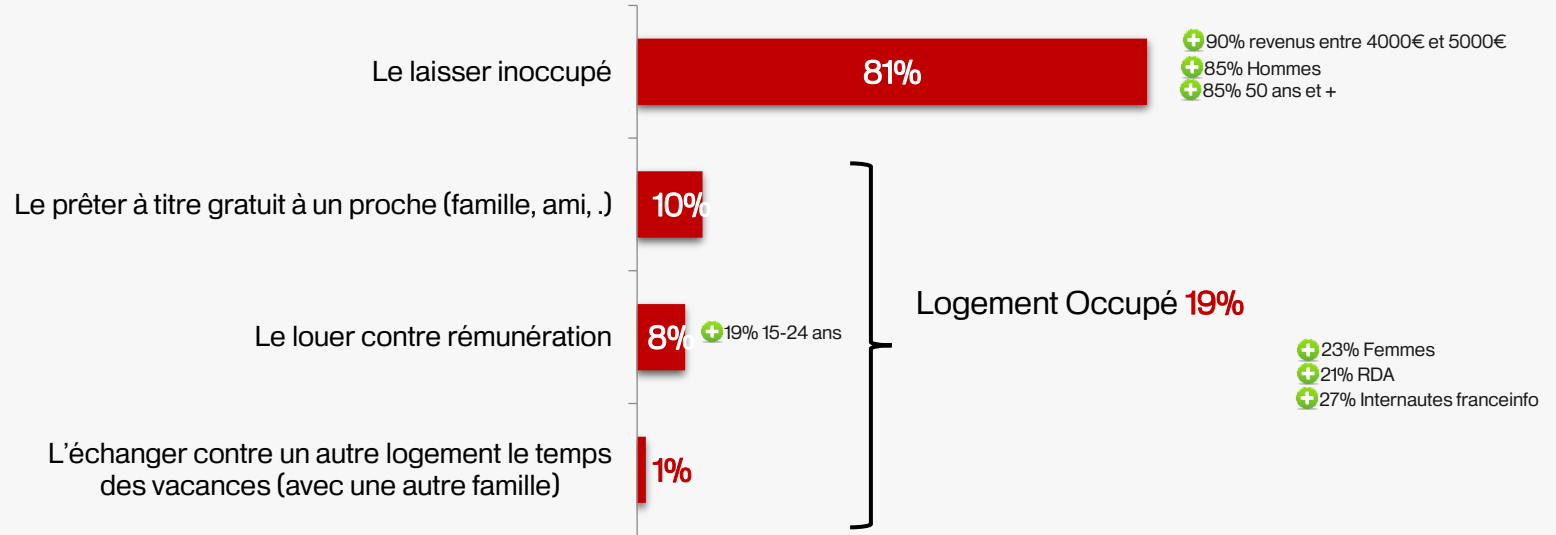 Le laisser inoccupé
81%
90% revenus entre 4000€ et 5000€
85% Hommes
85% 50 ans et +
Le prêter à titre gratuit à un proche (famille, ami, .)
10%
Logement Occupé 19%
Le louer contre rémunération
8%
19% 15-24 ans
23% Femmes
21% RDA
27% Internautes franceinfo
L’échanger contre un autre logement le temps
des vacances (avec une autre famille)
1%